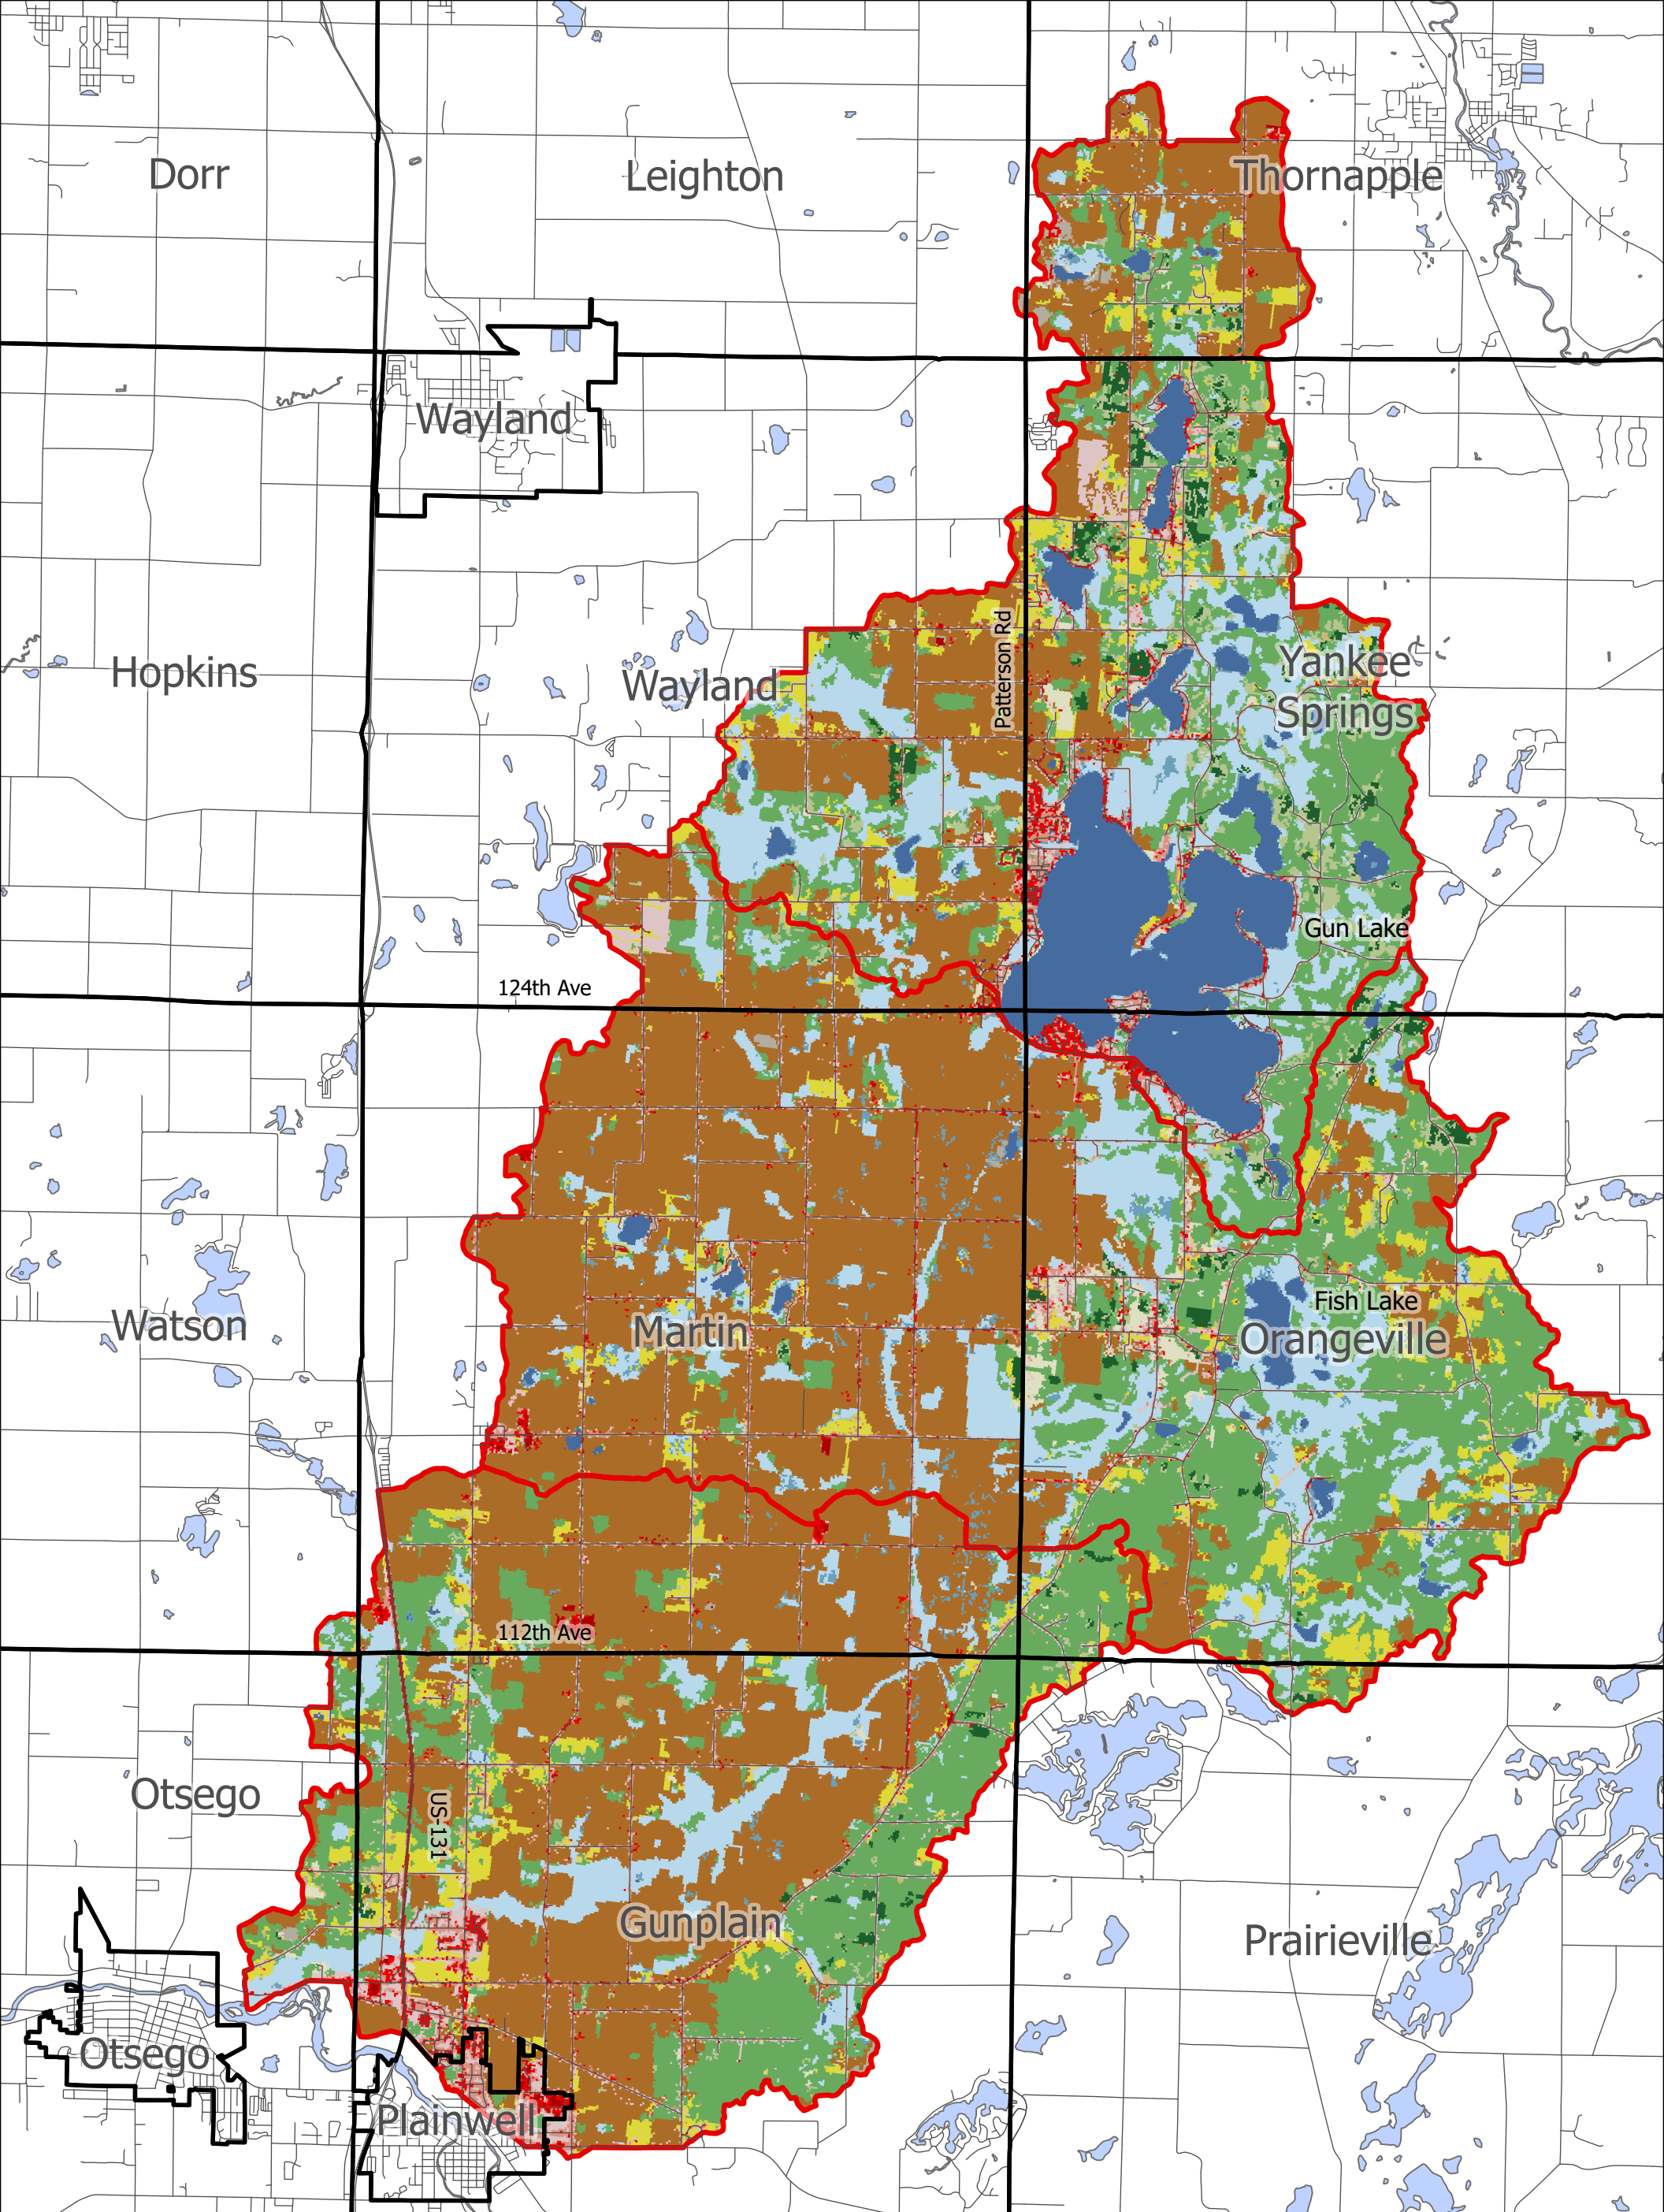 Dorr
Leighton
Thornapple
Wayland
Hopkins
Wayland
Patterson Rd
Yankee
Springs
Gun Lake
124th Ave
Watson
Martin
Fish Lake
Orangeville
112th Ave
Otsego
US-131
Gunplain
Prairieville
Otsego
Plainwell